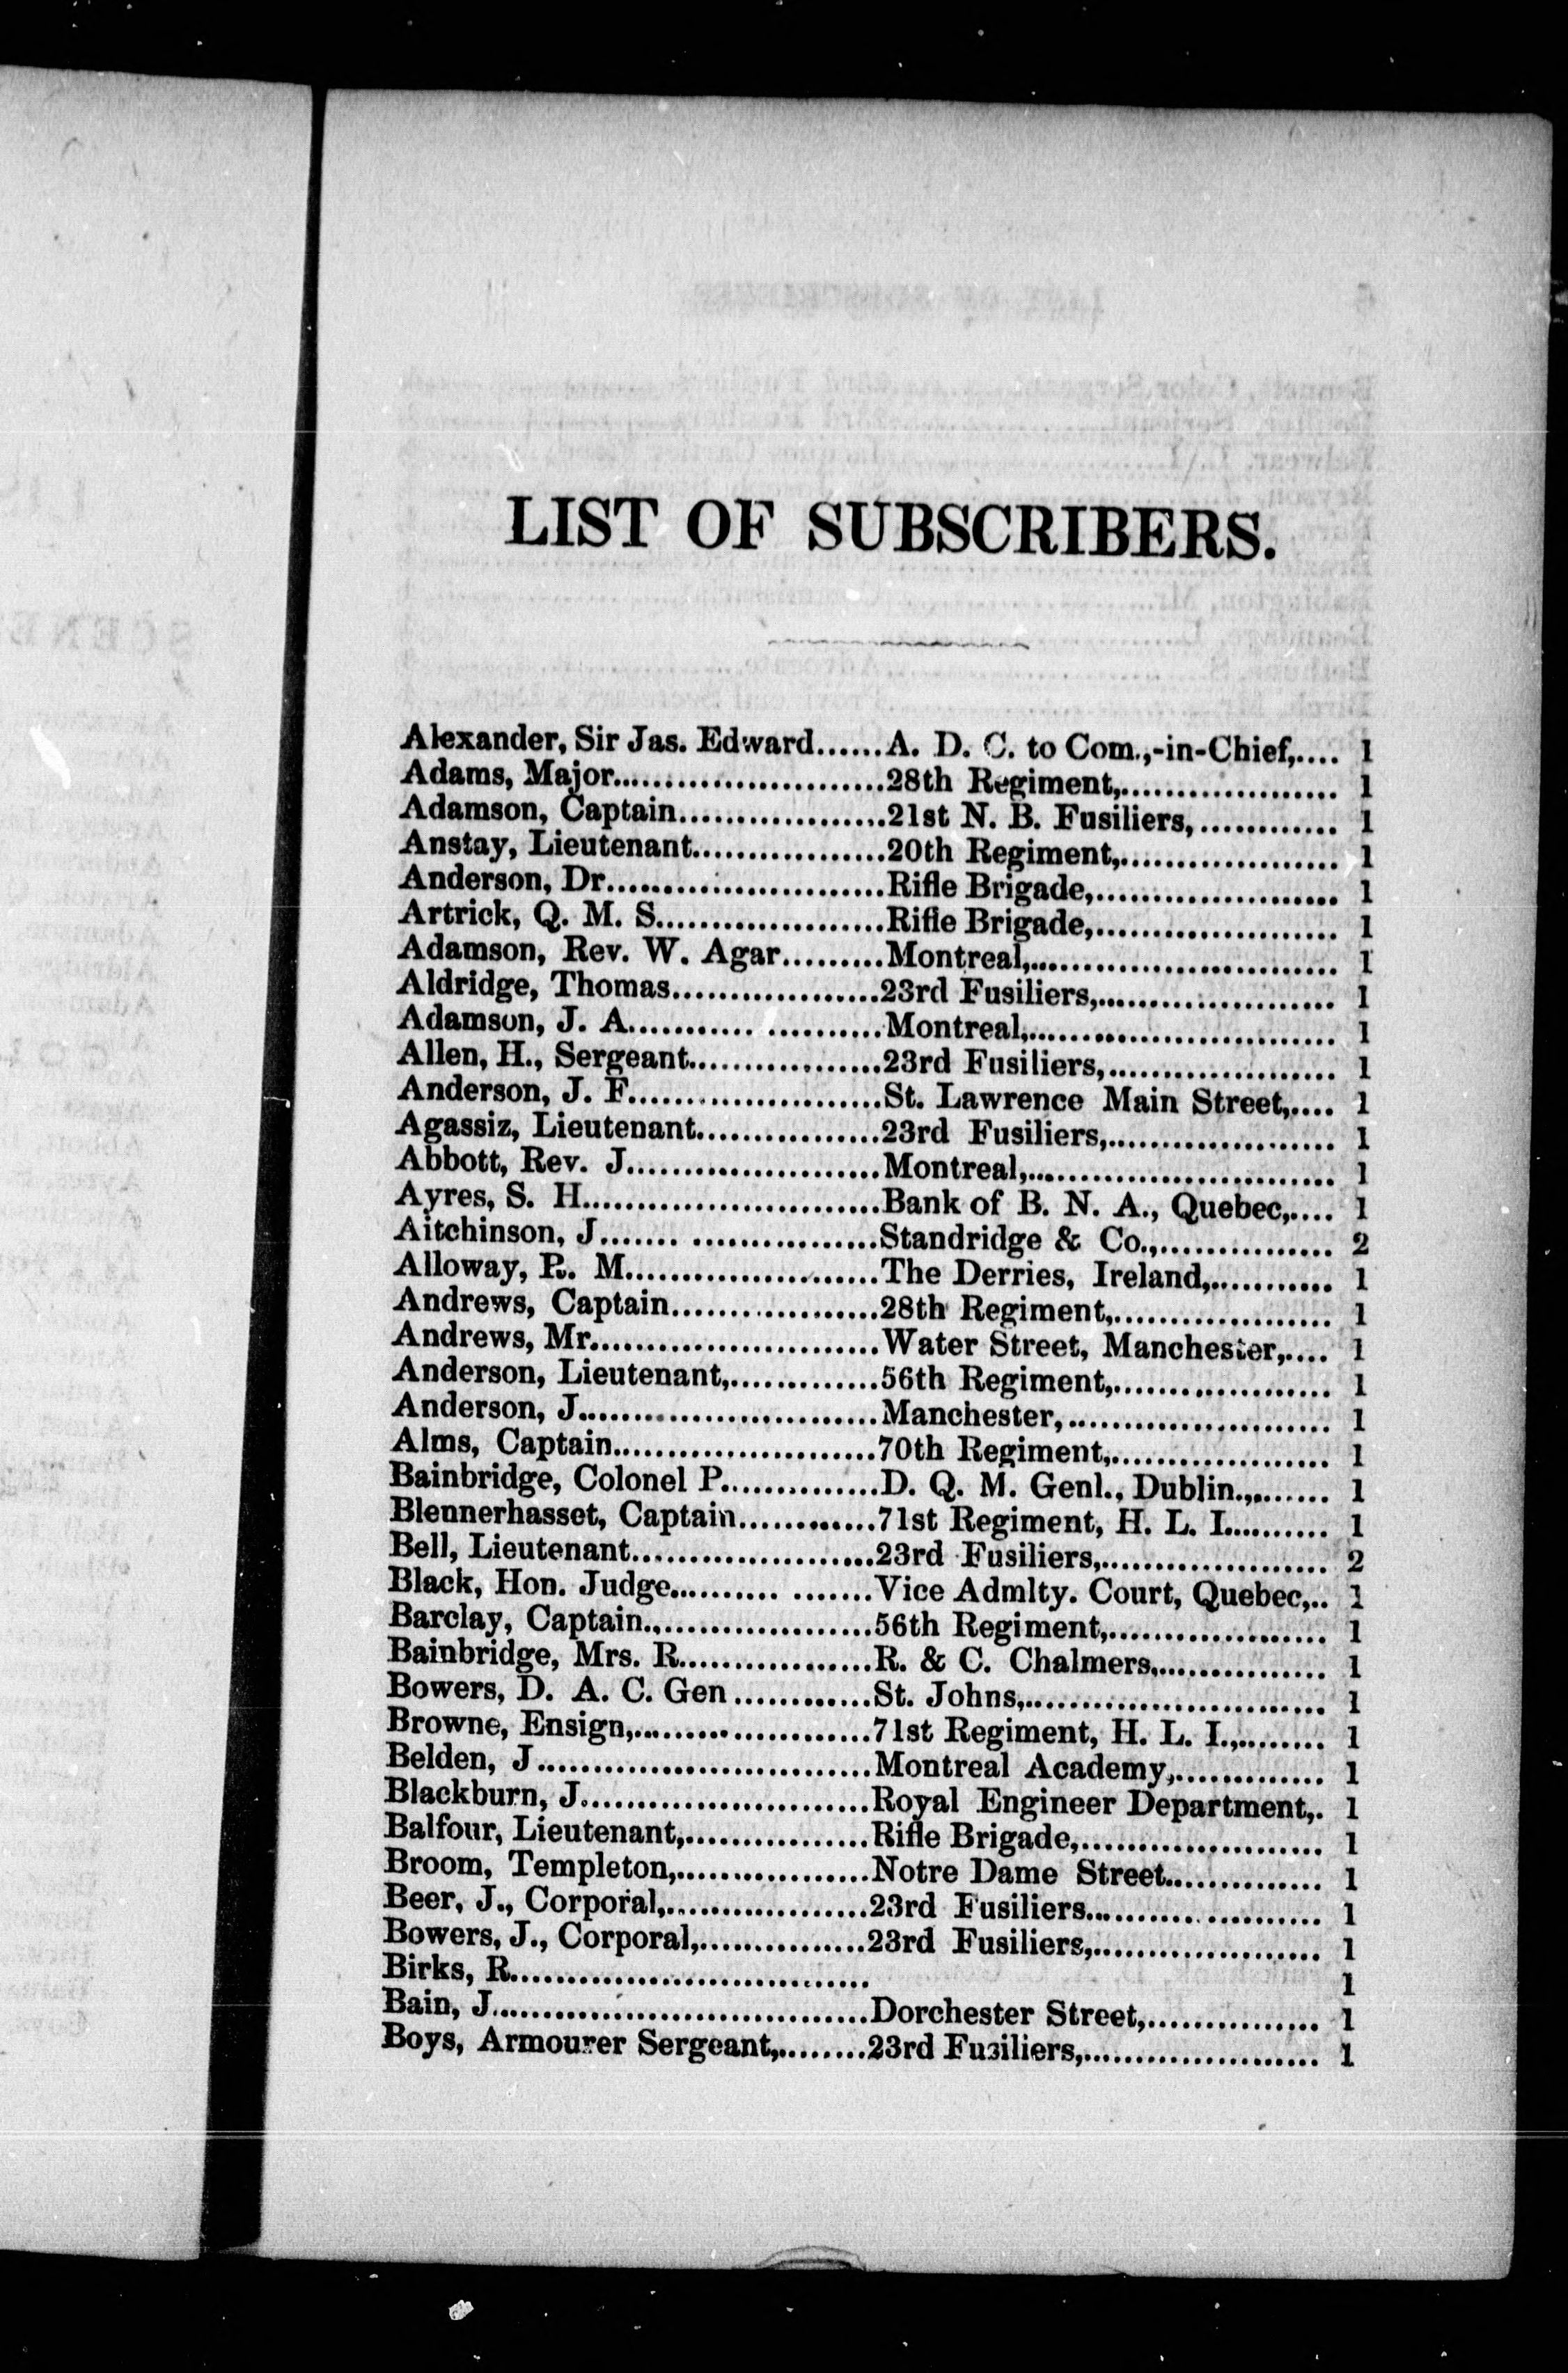 LIST OF SUBSCRIBERS.
Alexander, Sir Jas. Edward......A. D. C. to Com.,-in-Chief,.... 1
Adams, Major........................28th Regiment,................... 1
Adamson, Captain..................21st N. B. Fusiliers,............ 1
Anstay, Lieutenant.................20th Regiment,................... 1
Anderson, Dr.........................Rifle Brigade,..................... 1
Artrick, Q. M. S....................Rifle Brigade,..................... 1
Adamson, Rev. W. Agar.........Montreal,........................... 1
Aldridge, Thomas..................23rd Fusiliers,..................... 1
Adamson, J. A........... ..........Montreal,........................... 1
Allen, H., Sergeant.................23rd Fusiliers,.................... 1
Anderson, J. F......................St. Lawrence Main Street,.... 1
Agassiz, Lieutenant................23rd Fusiliers,.................... 1
Abbott, Rev. J......................Montreal,........................... 1
Ayres, S. H..........................Bank of B. N. A., Quebec,.... 1
Aitchinson, J....... ................Standridge & Co.,............... 2
Alloway, R. M......................The Derries, Ireland,........... 1
Andrews, Captain..................28th Regiment,................... 1
Andrews, Mr.........................Water Street, Manchester,.... 1
Anderson, Lieutenant,.............56th Regiment,................... 1
Anderson, J..........................Manchester,....................... 1
Alms, Captain.......................70th Regiment,................... 1
Bainbridge, Colonel P..............D. Q. M. Genl., Dublin.,....... 1
Blennerhasset, Captain............71st Regiment, H. L. I.......... 1
Bell, Lieutenant.....................23rd Fusiliers,.................... 2
Black, Hon. Judge.......... .......Vice Admlty. Court, Quebec,.. 1
Barclay, Captain.,...................56th Regiment,................... 1
Bainbridge, Mrs. R.................R. & C. Chalmers,............... 1
Bowers, D. A. C. Gen............St. Johns,.......................... 1
Browne, Ensign,.....................71st Regiment, H. L. I.,........ 1
Belden, J.............................Montreal Academy,............. 1
Blackburn, J.........................Royal Engineer Department,. 1
Balfour, Lieutenant,................Rifle Brigade,..................... 1
Broom, Templeton,.................Notre Dame Street.............. 1
Beer, J., Corporal,..................23rd Fusiliers..................... 1
Bowers, J., Corporal,...............23rd Fusiliers,.................... 1
Birks, R............................... 1
Bain, J.................................Dorchester Street,............... 1
Boys, Armourer Sergeant,........23rd Fusiliers,..................... 1